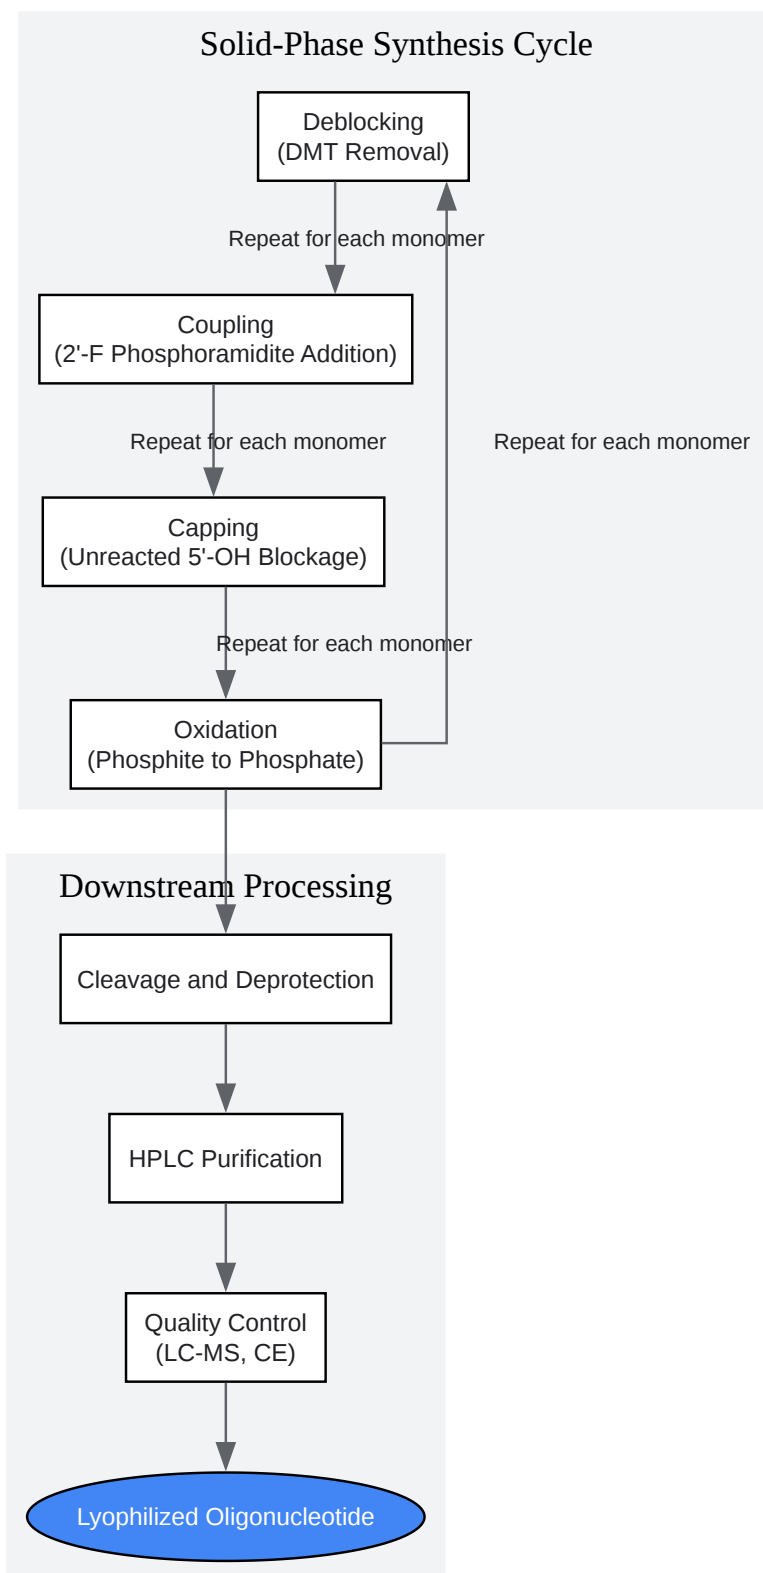 Solid-Phase Synthesis Cycle
Deblocking
(DMT Removal)
Repeat for each monomer
Coupling
(2'-F Phosphoramidite Addition)
Repeat for each monomer
Repeat for each monomer
Capping
(Unreacted 5'-OH Blockage)
Repeat for each monomer
Oxidation
(Phosphite to Phosphate)
Downstream Processing
Cleavage and Deprotection
HPLC Purification
Quality Control
(LC-MS, CE)
Lyophilized Oligonucleotide